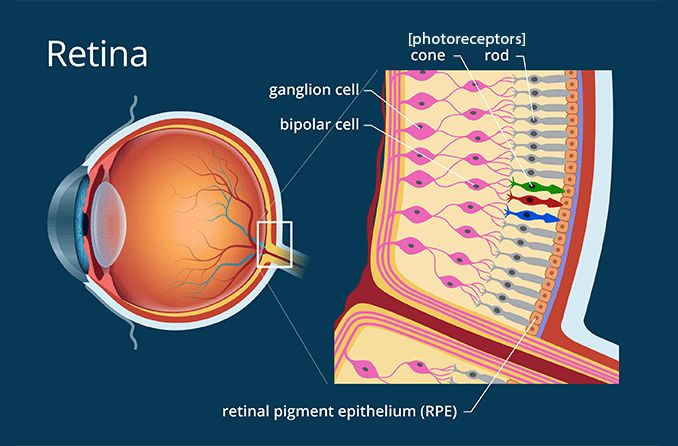 Retina
[photoreceptors]
cone rod
ganglion cell
bipolar cell
retinal pigment epithelium (RPE)